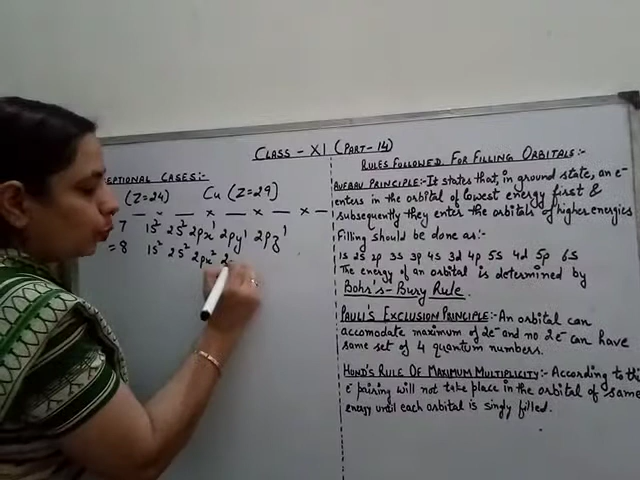 CLASS - XI (PART-14)
EPTIONAL CASES:-
(Z=24) Cu (Z=29)
7 1s² 2s² 2px¹ 2py¹ 2pz¹
=8 1s² 2s² 2px² 2
RULES FOLLOWED FOR FILLING ORBITALS:-
AUFBAU PRINCIPLE:- It states that, in ground state, an e⁻
enters in the orbital of lowest energy first &
subsequently they enter the orbitals of higher energies
Filling should be done as:-
1s 2s 2p 3s 3p 4s 3d 4p 5s 4d 5p 6s
The energy of an orbital is determined by
Bohr's-Bury Rule.
PAULI'S EXCLUSION PRINCIPLE:- An orbital can
accomodate maximum of 2e⁻ and no 2e⁻ can have
same set of 4 quantum numbers.
HUND'S RULE OF MAXIMUM MULTIPLICITY:- According to thi
e⁻ pairing will not take place in the orbital of same
energy until each orbital is singly filled.